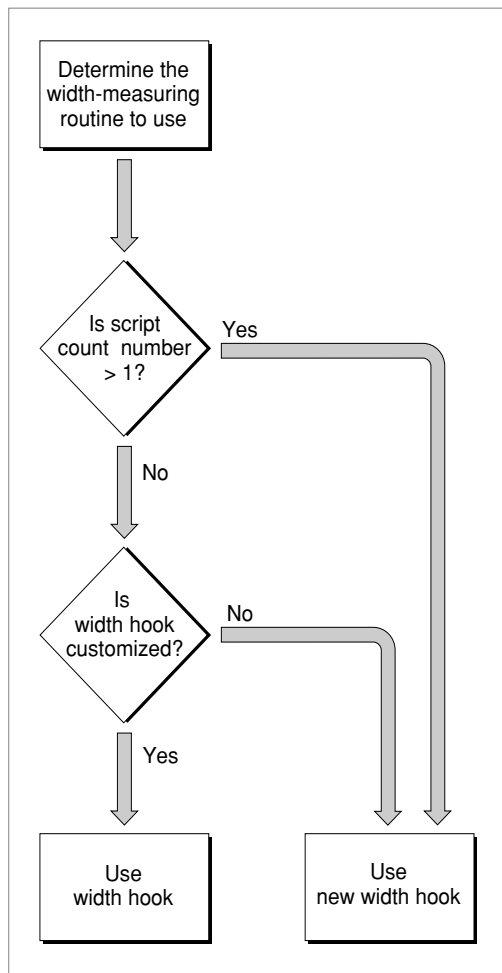 Determine the
width-measuring
routine to use
Is script
count number
> 1?
Yes
No
Is
width hook
customized?
No
Yes
Use
width hook
Use
new width hook